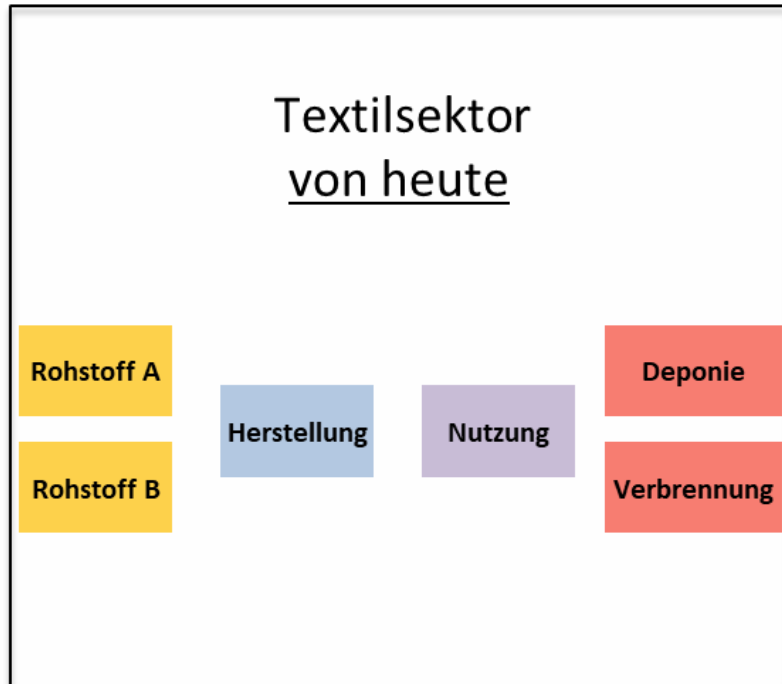 Textilsektor
von heute
Rohstoff A
Rohstoff B
Herstellung
Nutzung
Deponie
Verbrennung